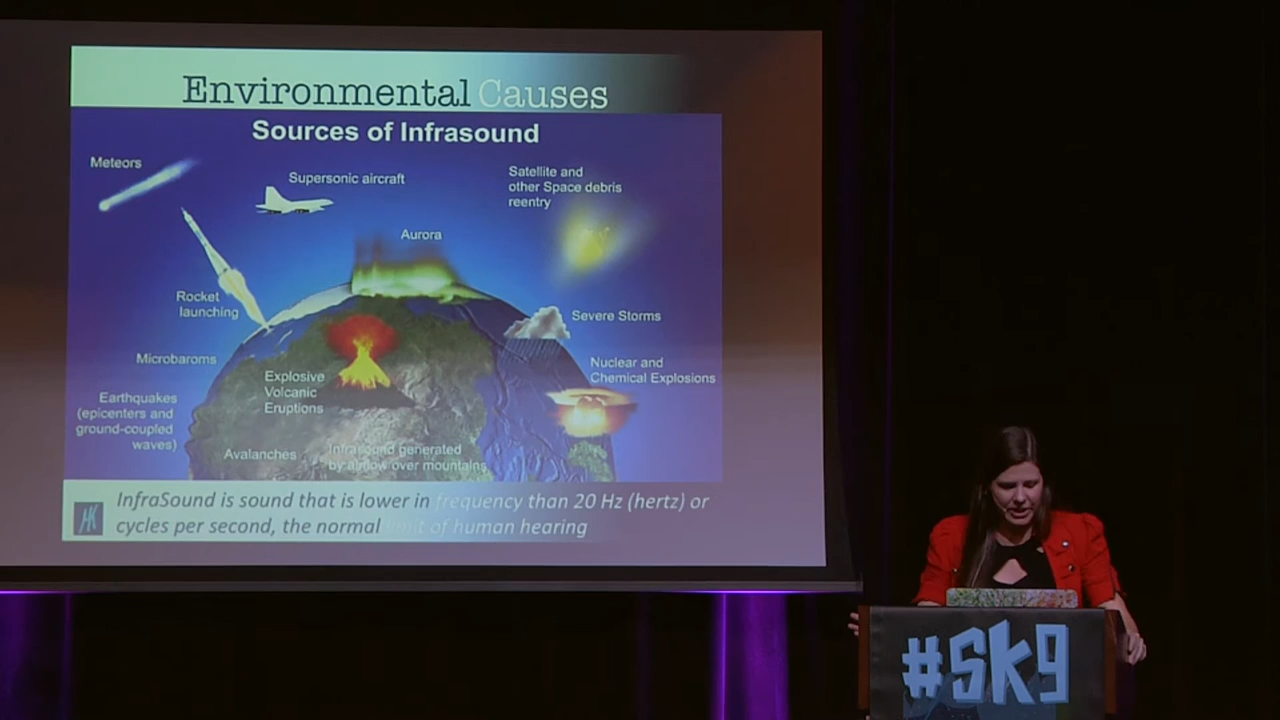 Environmental Causes
Sources of Infrasound
Meteors
Supersonic aircraft
Satellite and
other Space debris
reentry
Aurora
Rocket
launching
Severe Storms
Microbaroms
Nuclear and
Chemical Explosions
Explosive
Volcanic
Eruptions
Earthquakes
(epicenters and
ground-coupled
waves)
Avalanches
Infrasound generated
by airflow over mountains
InfraSound is sound that is lower in frequency than 20 Hz (hertz) or
cycles per second, the normal limit of human hearing
HK
#SK9